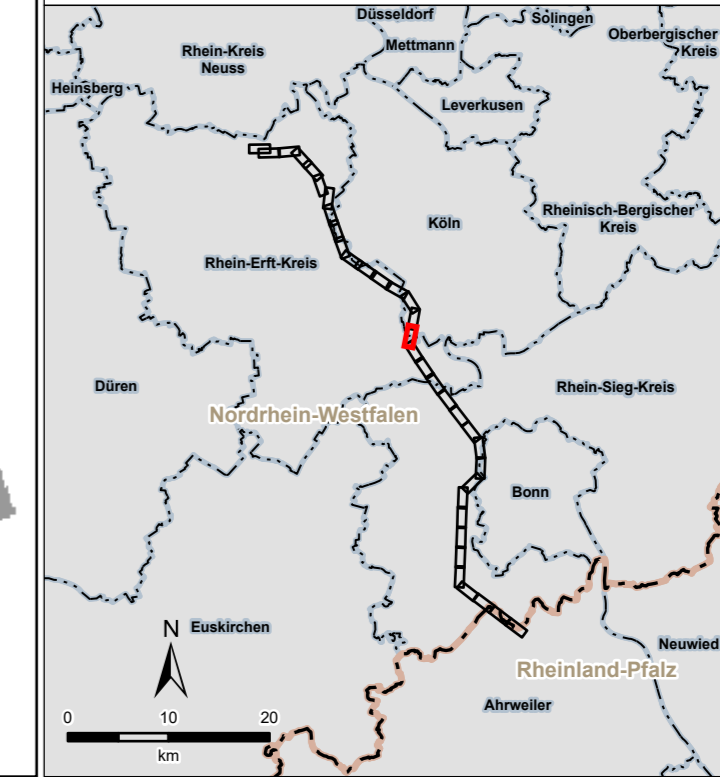 Düsseldorf
Solingen
Mettmann
Oberbergischer
Kreis
Rhein-Kreis
Neuss
Heinsberg
Leverkusen
Köln
Rheinisch-Bergischer
Kreis
Rhein-Erft-Kreis
Düren
Rhein-Sieg-Kreis
Nordrhein-Westfalen
Bonn
N
Euskirchen
Neuwied
Rheinland-Pfalz
Ahrweiler
0 10 20
km